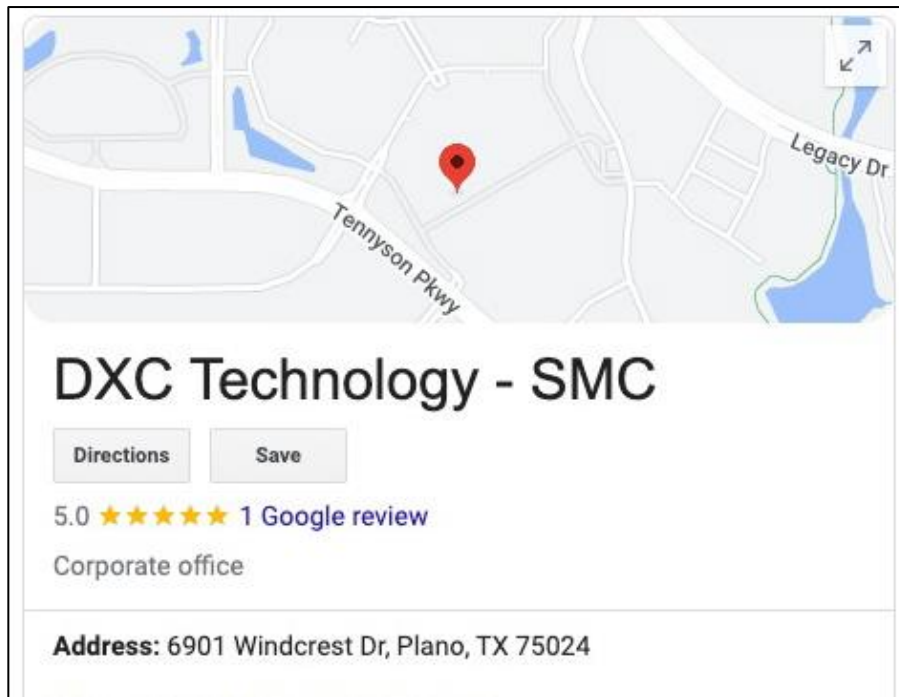 Legacy Dr
Tennyson Pkwy
DXC Technology - SMC
Directions Save
5.0 1 Google review
Corporate office
Address: 6901 Windcrest Dr, Plano, TX 75024